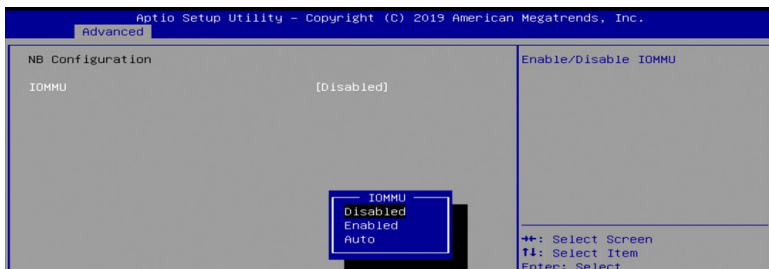 Aptio Setup Utility – Copyright (C) 2019 American Megatrends, Inc.
Advanced
NB Configuration
Enable/Disable IOMMU
IOMMU [Disabled]
IOMMU
Disabled
Enabled
Auto
→←: Select Screen
↑↓: Select Item
Enter: Select